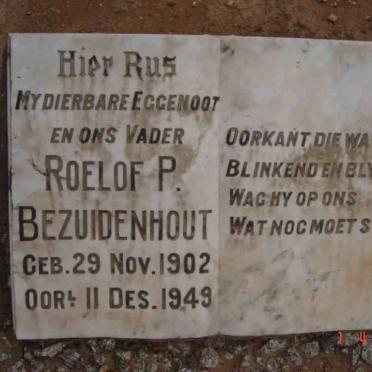 Hier Rus
MY DIERBARE EGGENOOT
EN ONS VADER
ROELOF P.
BEZUIDENHOUT
GEB. 29 NOV. 1902
OORL. 11 DES. 1949
OORKANT DIE WA
BLINKEND EN BLY
WAG HY OP ONS
WAT NOG MOET S